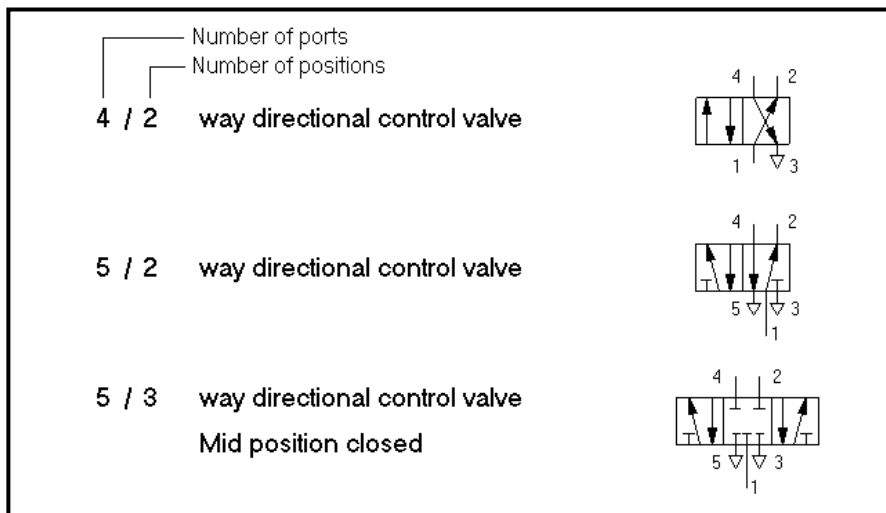 Number of ports
Number of positions
4 / 2 way directional control valve
4 2
1 3
5 / 2 way directional control valve
4 2
5 3
1
5 / 3 way directional control valve
Mid position closed
4 2
5 3
1